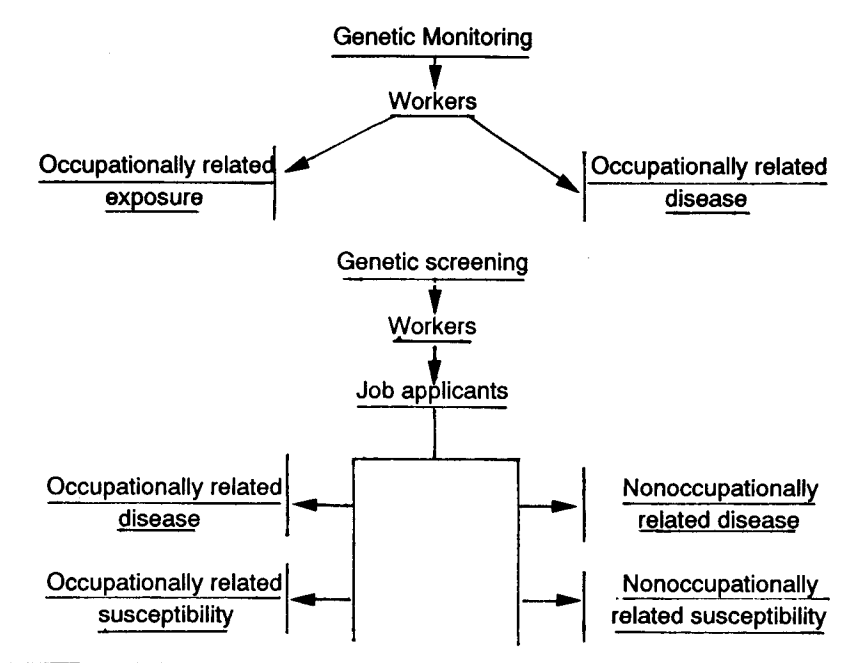 Genetic Monitoring
Workers
Occupationally related
exposure
Occupationally related
disease
Genetic screening
Workers
Job applicants
Occupationally related
disease
Nonoccupationally
related disease
Occupationally related
susceptibility
Nonoccupationally
related susceptibility